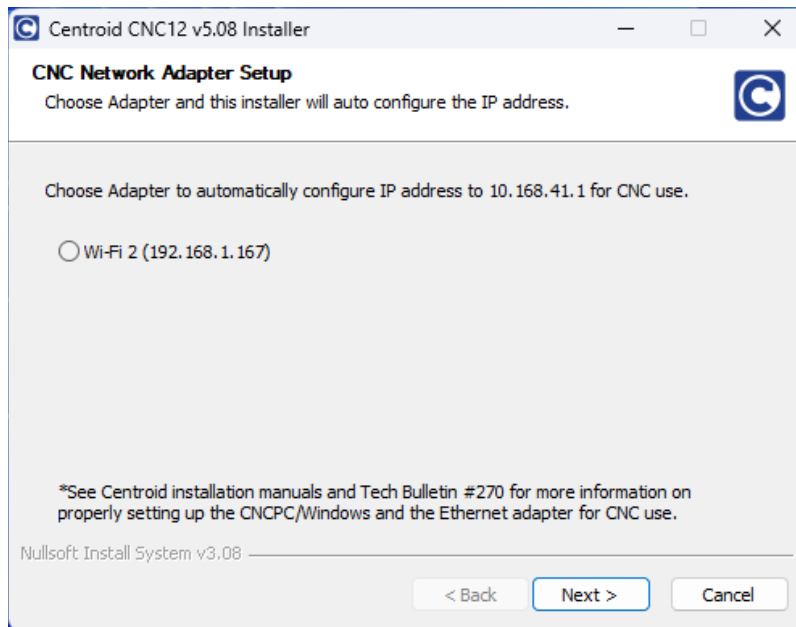 Centroid CNC12 v5.08 Installer
CNC Network Adapter Setup
Choose Adapter and this installer will auto configure the IP address.
Choose Adapter to automatically configure IP address to 10.168.41.1 for CNC use.
Wi-Fi 2 (192.168.1.167)
*See Centroid installation manuals and Tech Bulletin #270 for more information on
properly setting up the CNCPC/Windows and the Ethernet adapter for CNC use.
Nullsoft Install System v3.08
< Back Next > Cancel